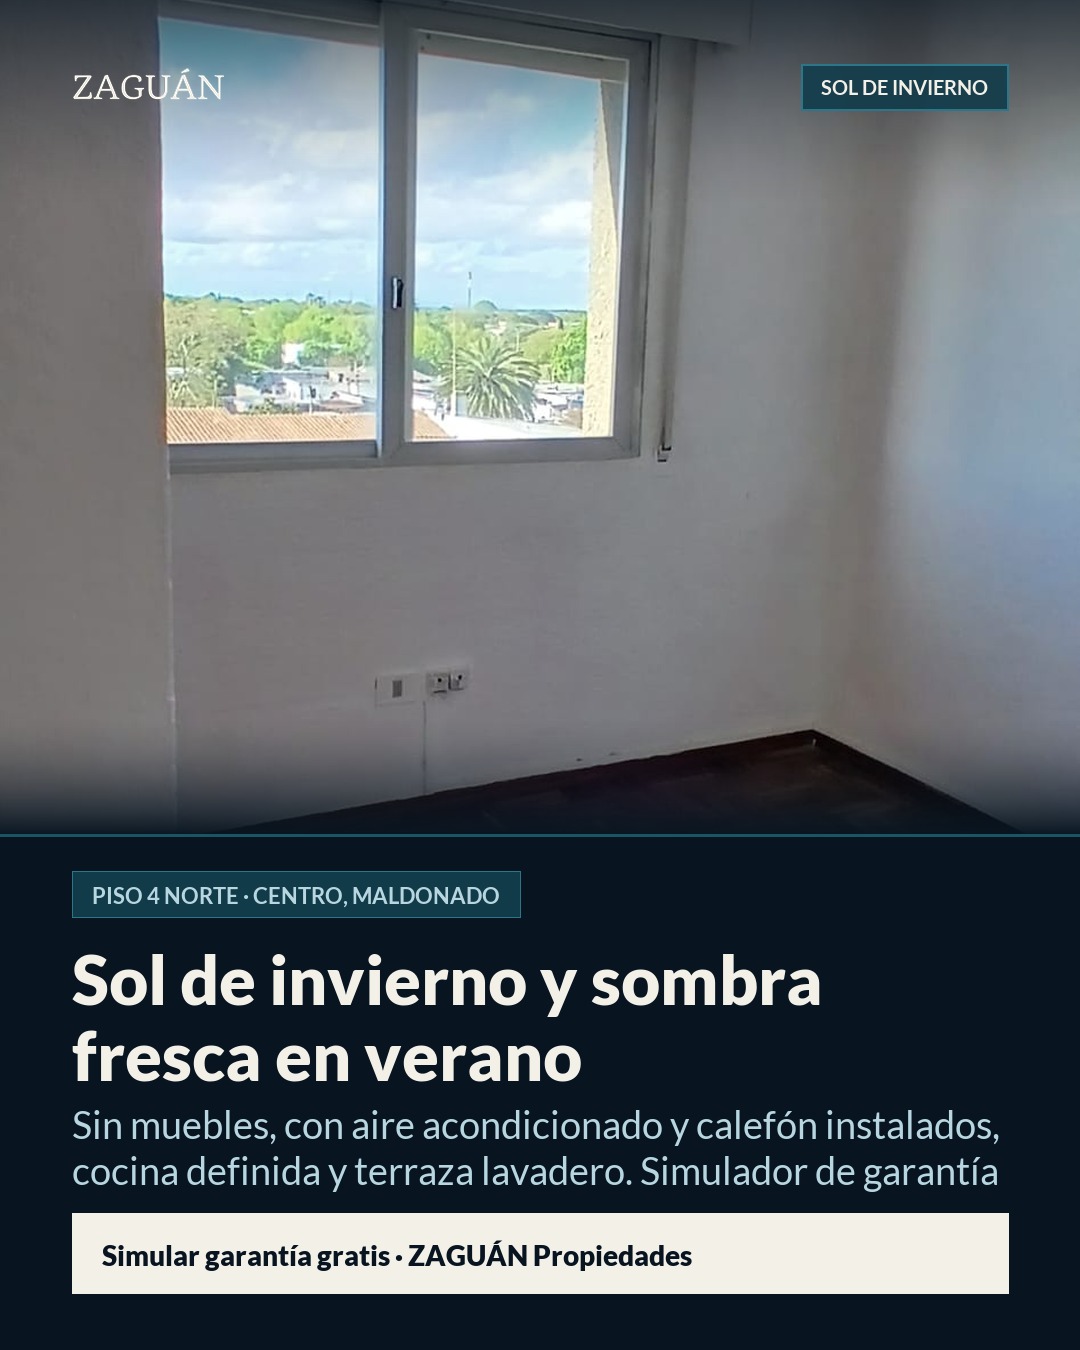 ZAGUÁN
SOL DE INVIERNO
PISO 4 NORTE · CENTRO, MALDONADO
Sol de invierno y sombra
fresca en verano
Sin muebles, con aire acondicionado y calefón instalados,
cocina definida y terraza lavadero. Simulador de garantía
Simular garantía gratis · ZAGUÁN Propiedades